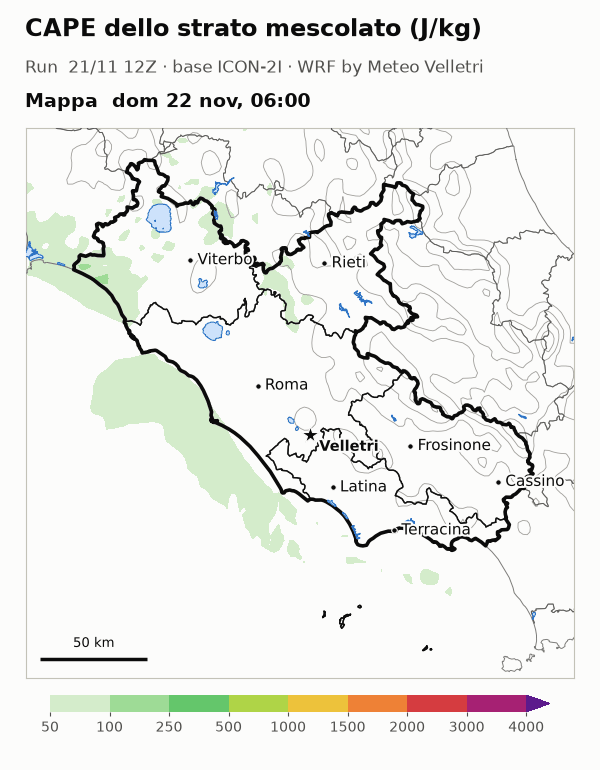 CAPE dello strato mescolato (J/kg)
Run  21/11 12Z · base ICON-2I · WRF by Meteo Velletri
Mappa  dom 22 nov, 06:00
Viterbo
Rieti
Roma
Velletri
Frosinone
Cassino
Latina
Terracina
50 km
50 100 250 500 1000 1500 2000 3000 4000